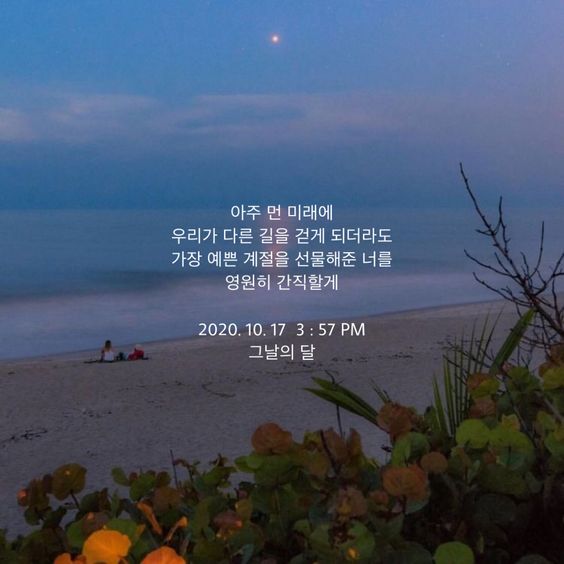 아주 먼 미래에
우리가 다른 길을 걷게 되더라도
가장 예쁜 계절을 선물해준 너를
영원히 간직할게
2020. 10. 17 3 : 57 PM
그날의 달